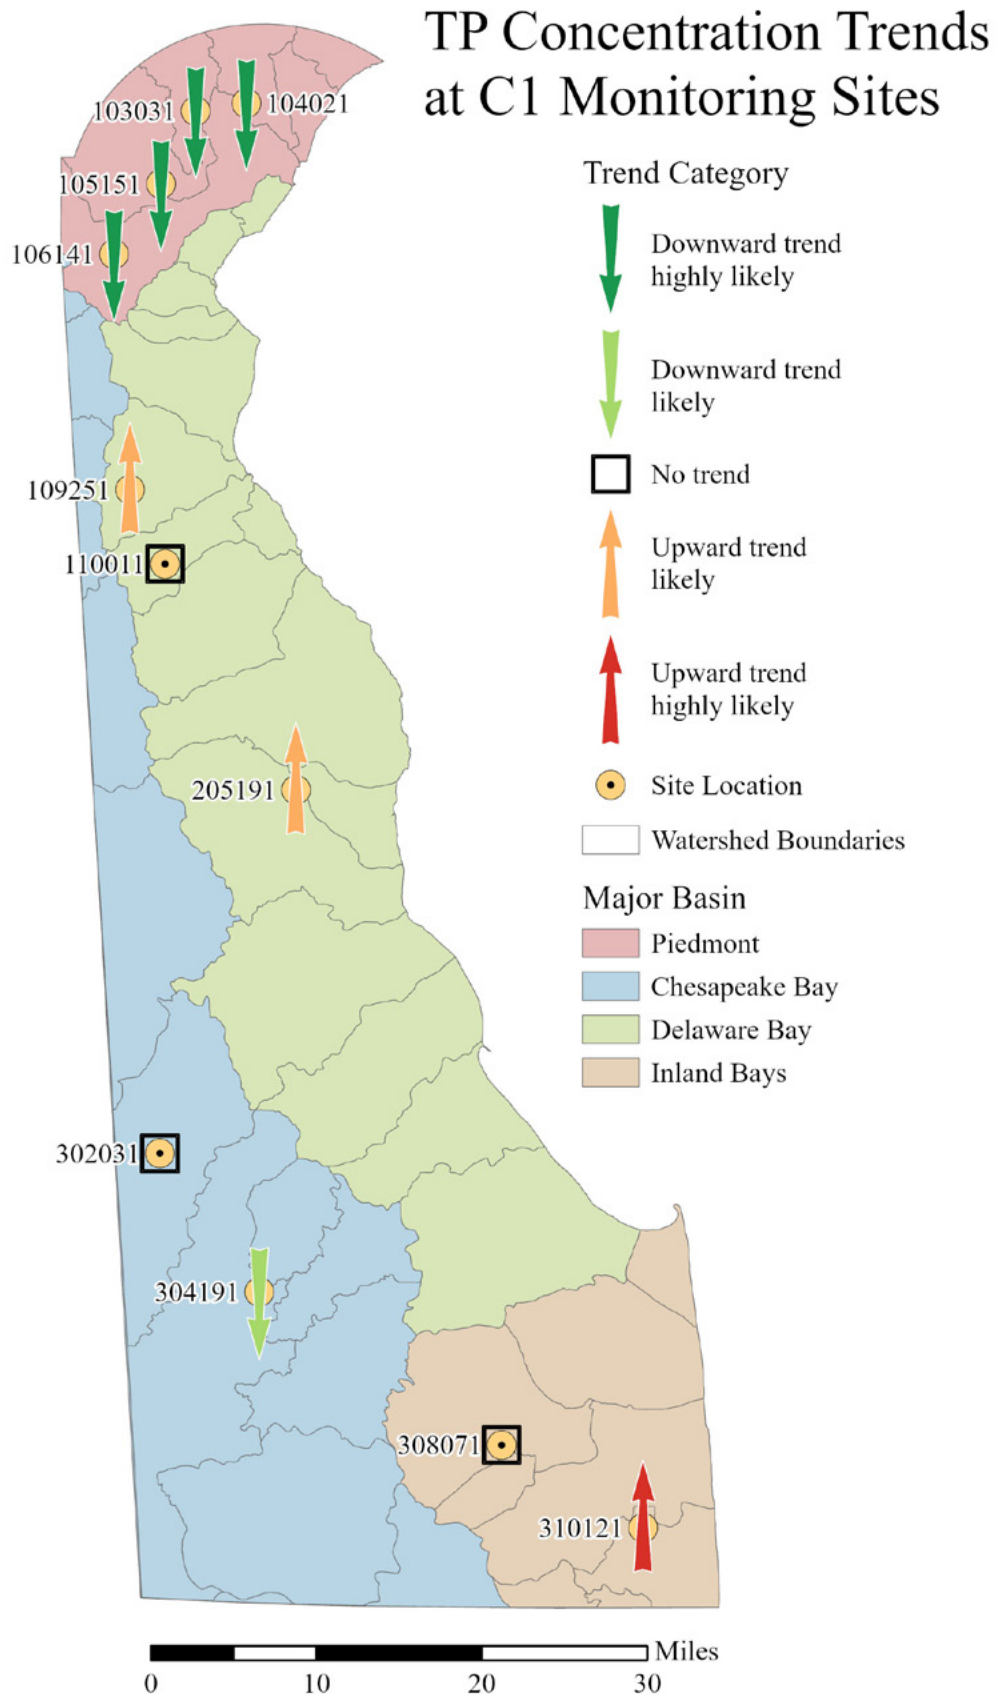 TP Concentration Trends
at C1 Monitoring Sites
Trend Category
Downward trend
highly likely
Downward trend
likely
No trend
Upward trend
likely
Upward trend
highly likely
Site Location
Watershed Boundaries
Major Basin
Piedmont
Chesapeake Bay
Delaware Bay
Inland Bays
103031
104021
105151
106141
109251
110011
205191
302031
304191
308071
310121
Miles
0 10 20 30